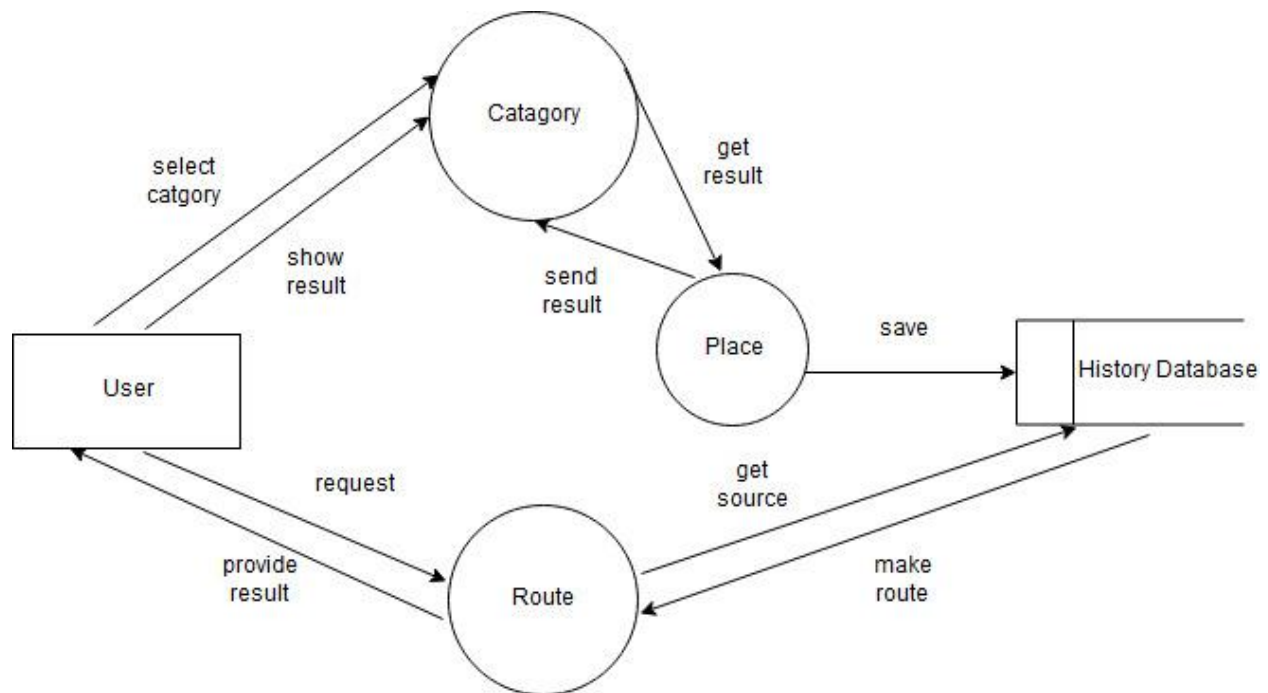 Catagory
select
catgory
get
result
show
result
send
result
save
Place
User
History Database
request
get
source
provide
result
make
route
Route